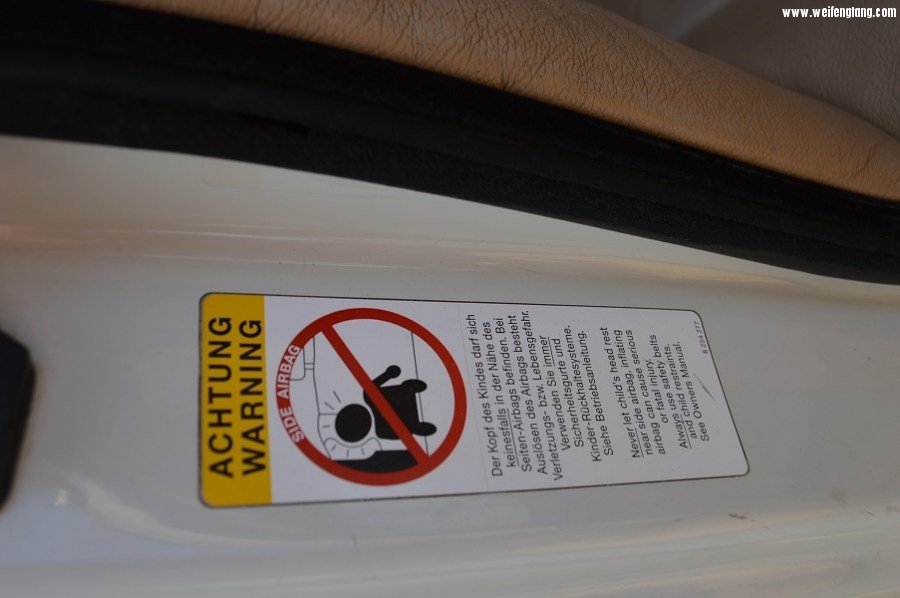 www.weifenglang.com
ACHTUNG
WARNING
SIDE AIRBAG
Der Kopf des Kindes darf sich
keinesfalls in der Nähe des
Seiten-Airbags befinden. Bei
Auslösen des Airbags besteht
Verletzungs- bzw. Lebensgefahr.
Verwenden Sie immer
Sicherheitsgurte und
Kinder-Rückhaltesysteme.
Siehe Betriebsanleitung.
Never let child's head rest
near side airbag, inflating
airbag can cause serious
or fatal injury.
Always use safety belts
and child restraints.
See Owners Manual.